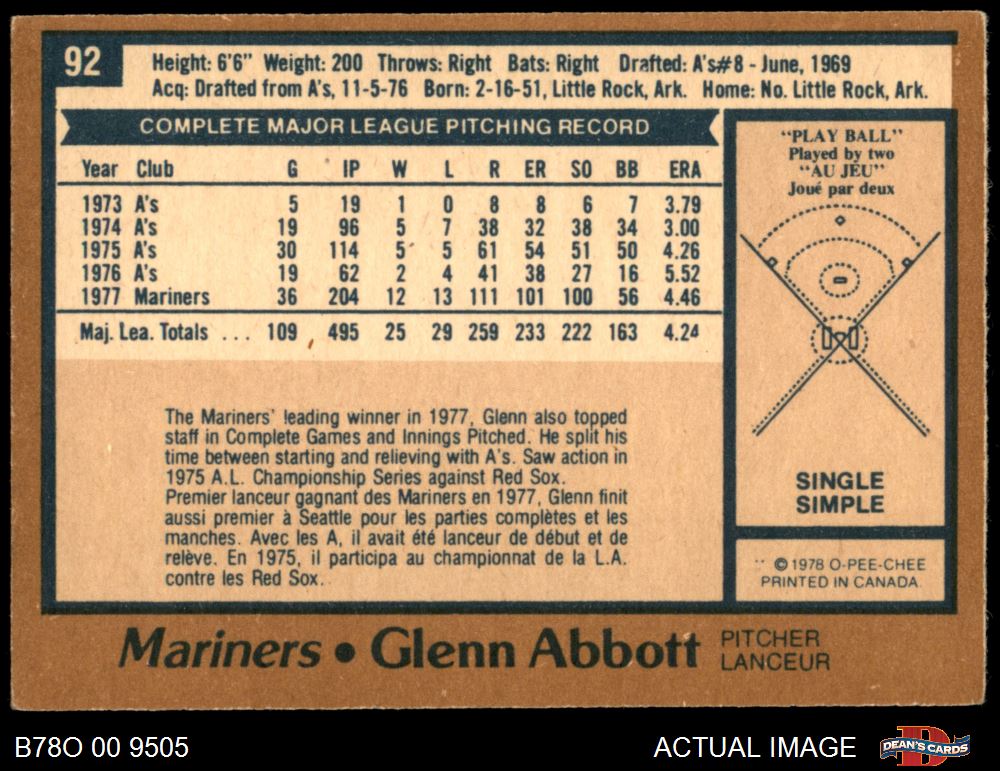 92
Height: 6'6" Weight: 200 Throws: Right Bats: Right Drafted: A's#8 - June, 1969
Acq: Drafted from A's, 11-5-76 Born: 2-16-51, Little Rock, Ark. Home: No. Little Rock, Ark.
COMPLETE MAJOR LEAGUE PITCHING RECORD
Year Club G IP W L R ER SO BB ERA
1973 A's 5 19 1 0 8 8 6 7 3.79
1974 A's 19 96 5 7 38 32 38 34 3.00
1975 A's 30 114 5 5 61 54 51 50 4.26
1976 A's 19 62 2 4 41 38 27 16 5.52
1977 Mariners 36 204 12 13 111 101 100 56 4.46
Maj. Lea. Totals ... 109 495 25 29 259 233 222 163 4.24
The Mariners' leading winner in 1977, Glenn also topped
staff in Complete Games and Innings Pitched. He split his
time between starting and relieving with A's. Saw action in
1975 A.L. Championship Series against Red Sox.
Premier lanceur gagnant des Mariners en 1977, Glenn finit
aussi premier à Seattle pour les parties complètes et les
manches. Avec les A, il avait été lanceur de début et de
relève. En 1975, il participa au championnat de la L.A.
contre les Red Sox.
"PLAY BALL"
Played by two
"AU JEU"
Joué par deux
SINGLE
SIMPLE
© 1978 O-PEE-CHEE
PRINTED IN CANADA.
Mariners • Glenn Abbott PITCHER
LANCEUR
B78O 00 9505
ACTUAL IMAGE
DEAN'S CARDS